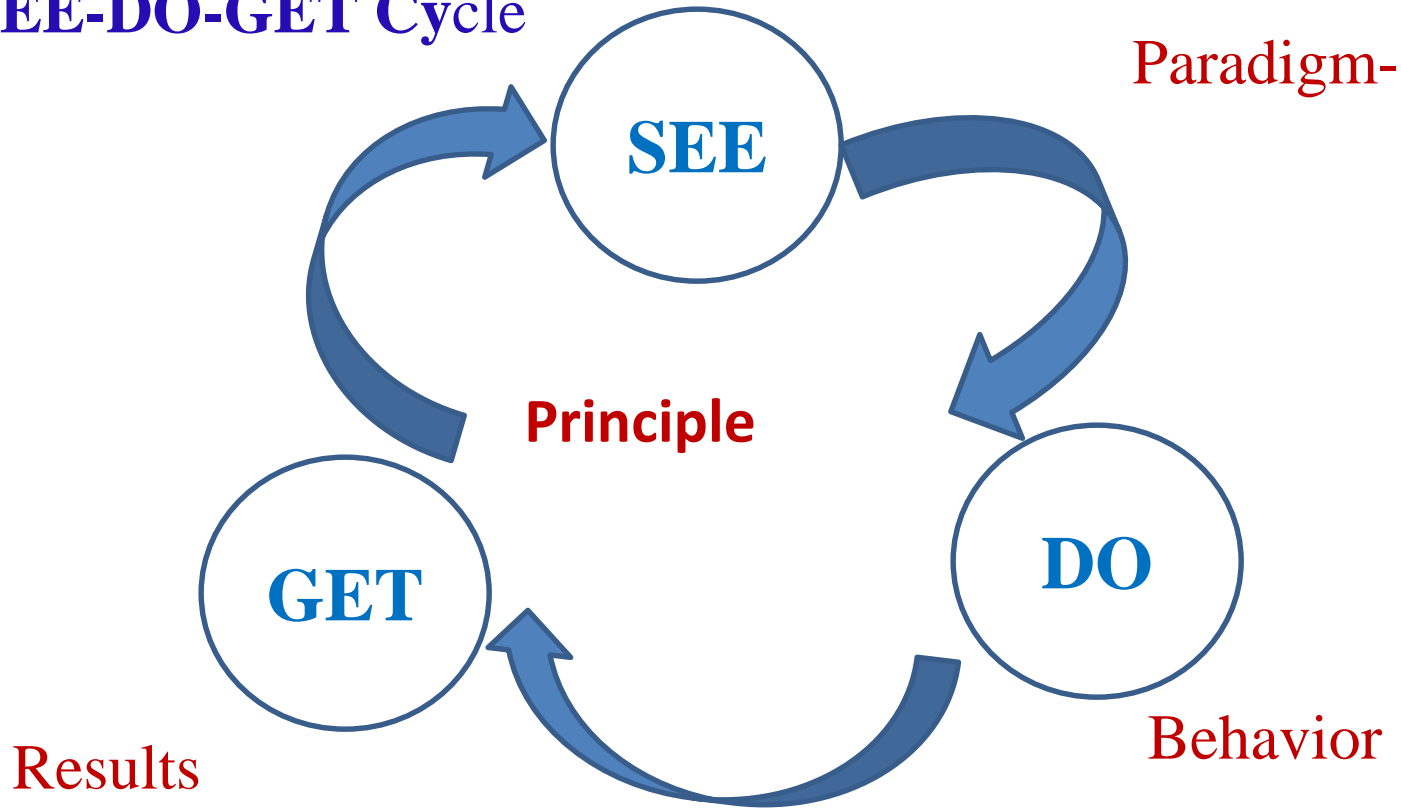 EE-DO-GET Cycle
Paradigm-
SEE
Principle
DO
GET
Behavior
Results